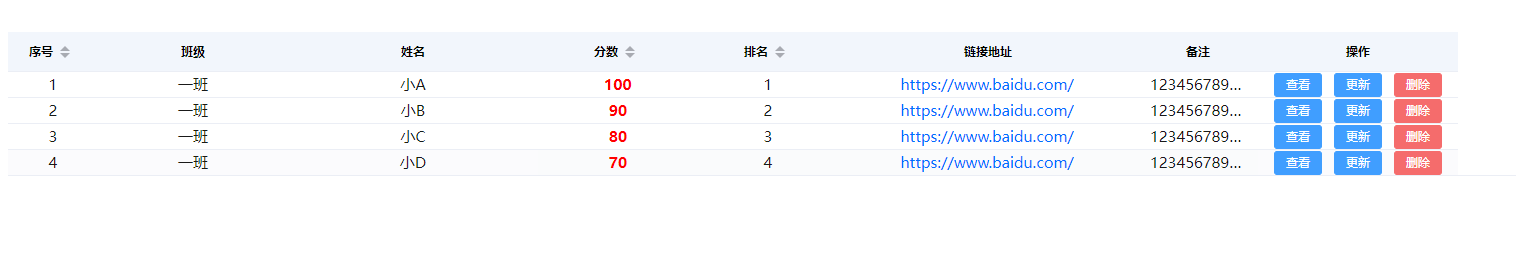 序号 班级 姓名 分数 排名 链接地址 备注 操作
1 一班 小A 100 1 https://www.baidu.com/ 123456789... 查看 更新 删除
2 一班 小B 90 2 https://www.baidu.com/ 123456789... 查看 更新 删除
3 一班 小C 80 3 https://www.baidu.com/ 123456789... 查看 更新 删除
4 一班 小D 70 4 https://www.baidu.com/ 123456789... 查看 更新 删除